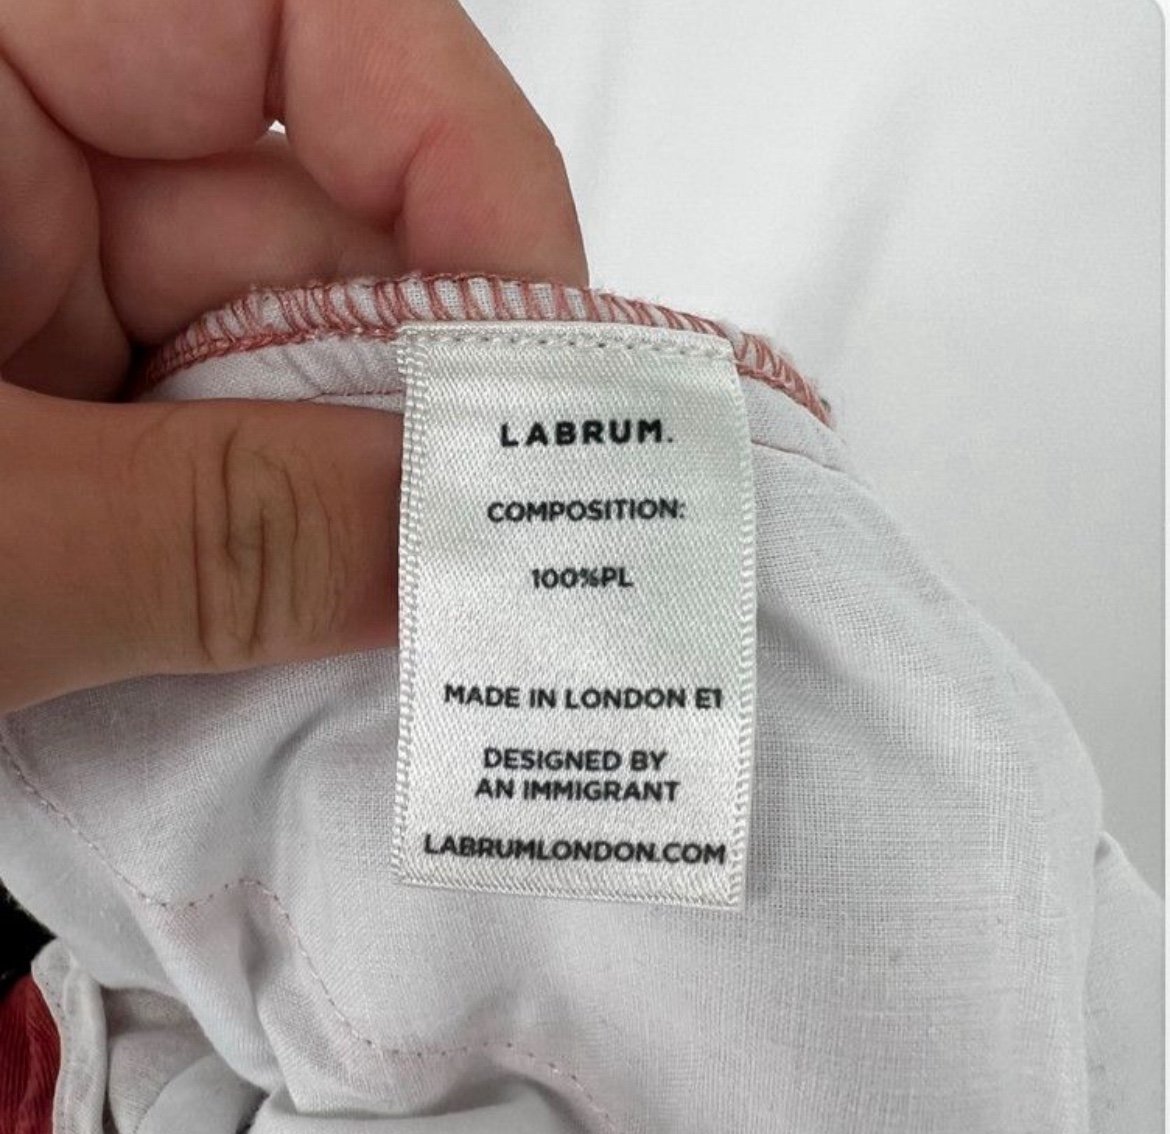 LABRUM.
COMPOSITION:
100%PL
MADE IN LONDON E1
DESIGNED BY
AN IMMIGRANT
LABRUMLONDON.COM